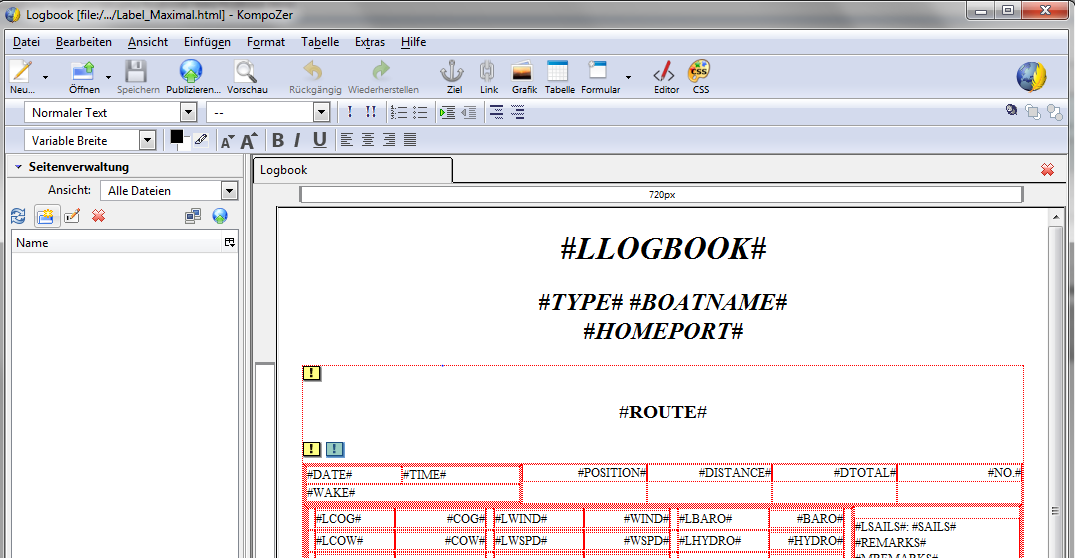 Logbook [file:/.../Label_Maximal.html] - KompoZer
Datei Bearbeiten Ansicht Einfügen Format Tabelle Extras Hilfe
Neu... Öffnen Speichern Publizieren... Vorschau Rückgängig Wiederherstellen Ziel Link Grafik Tabelle Formular Editor CSS
Normaler Text --
Variable Breite A A B I U
Seitenverwaltung
Ansicht: Alle Dateien
Name
Logbook
720px
#LLOGBOOK#
#TYPE# #BOATNAME#
#HOMEPORT#
#ROUTE#
#DATE# #TIME# #POSITION# #DISTANCE# #DTOTAL# #NO.#
#WAKE#
#LCOG# #COG# #LWIND# #WIND# #LBARO# #BARO#
#LSAILS#: #SAILS#
#LCOW# #COW# #LWSPD# #WSPD# #LHYDRO# #HYDRO# #REMARKS#
#MREMARKS#